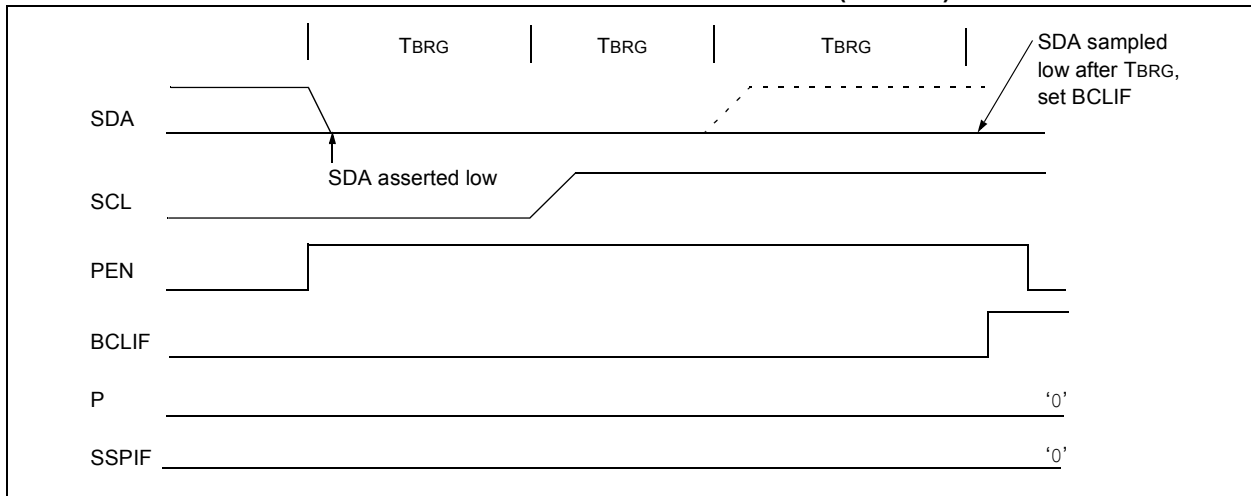 TBRG TBRG TBRG
SDA sampled
low after TBRG,
set BCLIF
SDA
SDA asserted low
SCL
PEN
BCLIF
P '0'
SSPIF '0'